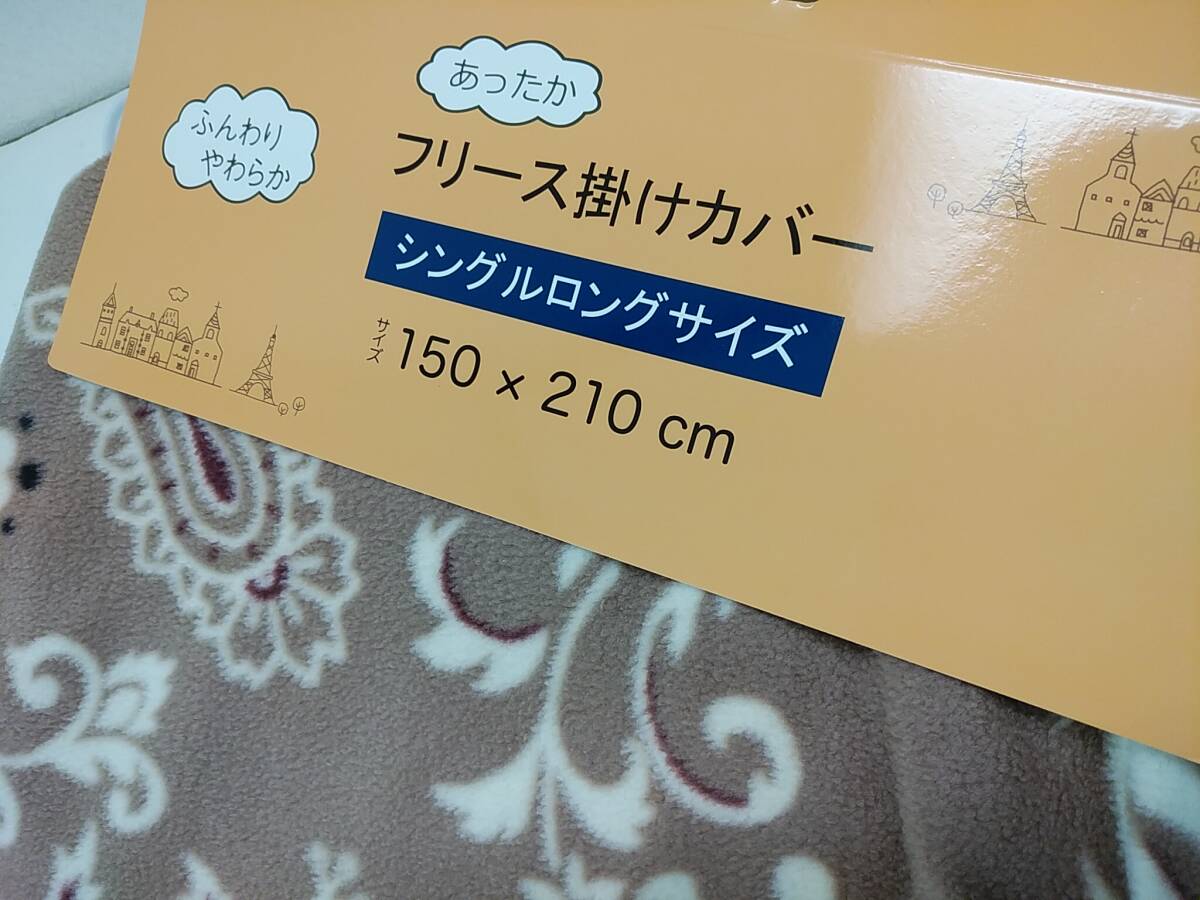 あったか
ふんわり
やわらか
フリース掛けカバー
シングルロングサイズ
サイズ 150 × 210 cm